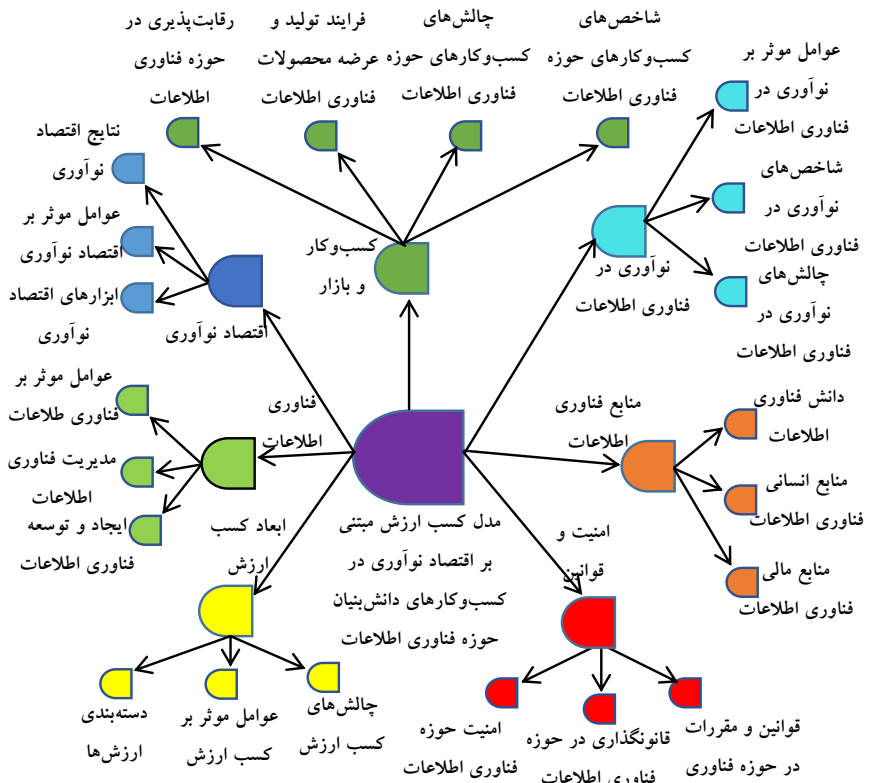 رقابت‌پذیری در
حوزه فناوری
اطلاعات
فرایند تولید و
عرضه محصولات
فناوری اطلاعات
چالش‌های
کسب‌وکارهای حوزه
فناوری اطلاعات
شاخص‌های
کسب‌وکارهای حوزه
فناوری اطلاعات
عوامل موثر بر
نوآوری در
فناوری اطلاعات
شاخص‌های
نوآوری در
فناوری اطلاعات
چالش‌های
نوآوری در
فناوری اطلاعات
نوآوری در
فناوری اطلاعات
کسب‌وکار
و بازار
نتایج اقتصاد
نوآوری
عوامل موثر بر
اقتصاد نوآوری
ابزارهای اقتصاد
نوآوری
اقتصاد نوآوری
عوامل موثر بر
فناوری طلاعات
مدیریت فناوری
اطلاعات
ایجاد و توسعه
فناوری اطلاعات
فناوری
اطلاعات
منابع فناوری
اطلاعات
دانش فناوری
اطلاعات
منابع انسانی
فناوری اطلاعات
منابع مالی
فناوری اطلاعات
مدل کسب ارزش مبتنی
بر اقتصاد نوآوری در
کسب‌وکارهای دانش‌بنیان
حوزه فناوری اطلاعات
ابعاد کسب
ارزش
دسته‌بندی
ارزش‌ها
عوامل موثر بر
کسب ارزش
چالش‌های
کسب ارزش
امنیت و
قوانین
امنیت حوزه
فناوری اطلاعات
قانونگذاری در حوزه
فناوری اطلاعات
قوانین و مقررات
در حوزه فناوری